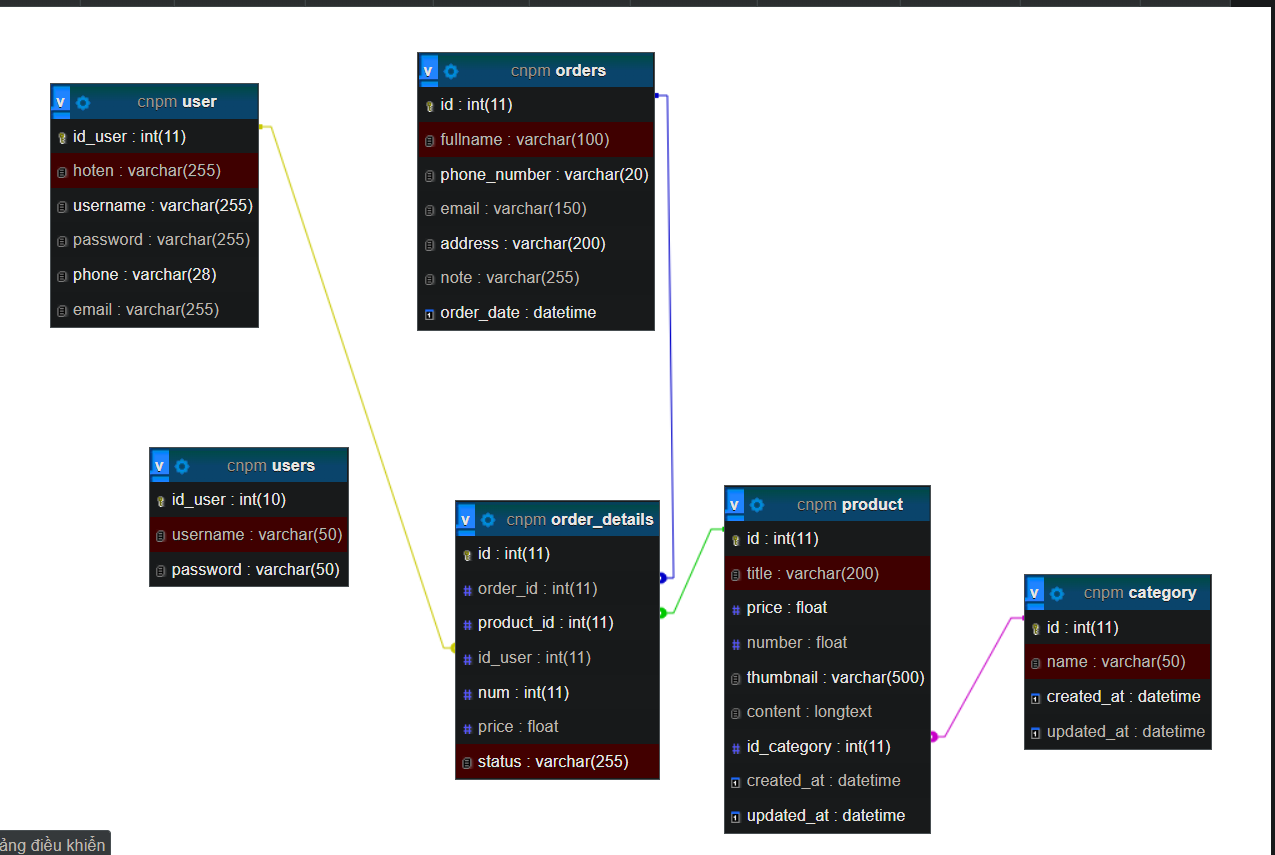 v cnpm user
id_user : int(11)
hoten : varchar(255)
username : varchar(255)
password : varchar(255)
phone : varchar(28)
email : varchar(255)
v cnpm orders
id : int(11)
fullname : varchar(100)
phone_number : varchar(20)
email : varchar(150)
address : varchar(200)
note : varchar(255)
order_date : datetime
v cnpm users
id_user : int(10)
username : varchar(50)
password : varchar(50)
v cnpm order_details
id : int(11)
order_id : int(11)
product_id : int(11)
id_user : int(11)
num : int(11)
price : float
status : varchar(255)
v cnpm product
id : int(11)
title : varchar(200)
price : float
number : float
thumbnail : varchar(500)
content : longtext
id_category : int(11)
created_at : datetime
updated_at : datetime
v cnpm category
id : int(11)
name : varchar(50)
created_at : datetime
updated_at : datetime
ảng điều khiển